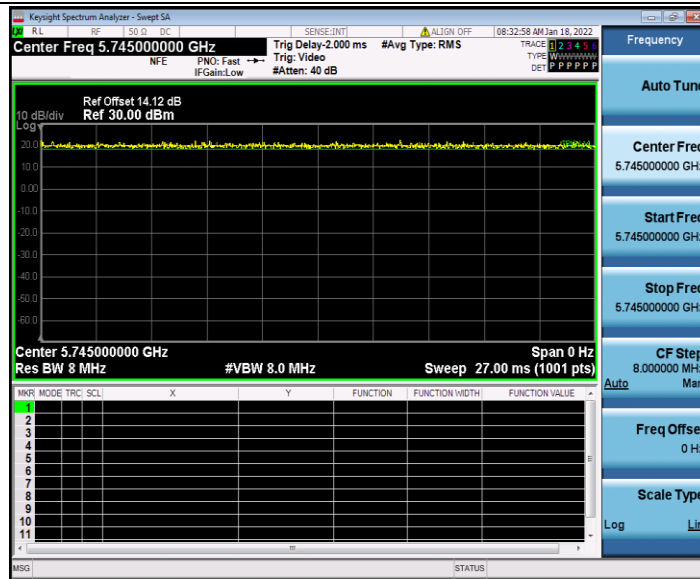 Keysight Spectrum Analyzer - Swept SA
RL RF 50 Ω DC SENSE:INT ALIGN OFF 08:32:58 AM Jan 18, 2022
Center Freq 5.745000000 GHz
NFE PNO: Fast IFGain:Low
Trig Delay-2.000 ms #Avg Type: RMS
Trig: Video
#Atten: 40 dB
TRACE 1 2 3 4 5 6
TYPE
DET P P P P P P
Ref Offset 14.12 dB
10 dB/div Ref 30.00 dBm
Log
20.0
10.0
0.00
-10.0
-20.0
-30.0
-40.0
-50.0
-60.0
Center 5.745000000 GHz Span 0 Hz
Res BW 8 MHz #VBW 8.0 MHz Sweep 27.00 ms (1001 pts)
MKR MODE TRC SCL X Y FUNCTION FUNCTION WIDTH FUNCTION VALUE
1
2
3
4
5
6
7
8
9
10
11
MSG STATUS
Frequency
Auto Tune
Center Freq
5.745000000 GHz
Start Freq
5.745000000 GHz
Stop Freq
5.745000000 GHz
CF Step
8.000000 MHz
Auto Man
Freq Offset
0 Hz
Scale Type
Log Lin